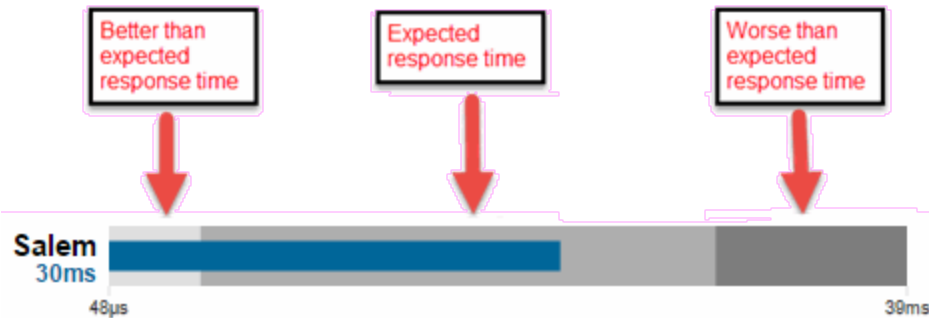 Better than
expected
response time
Expected
response time
Worse than
expected
response time
Salem
30ms
48μs
39ms